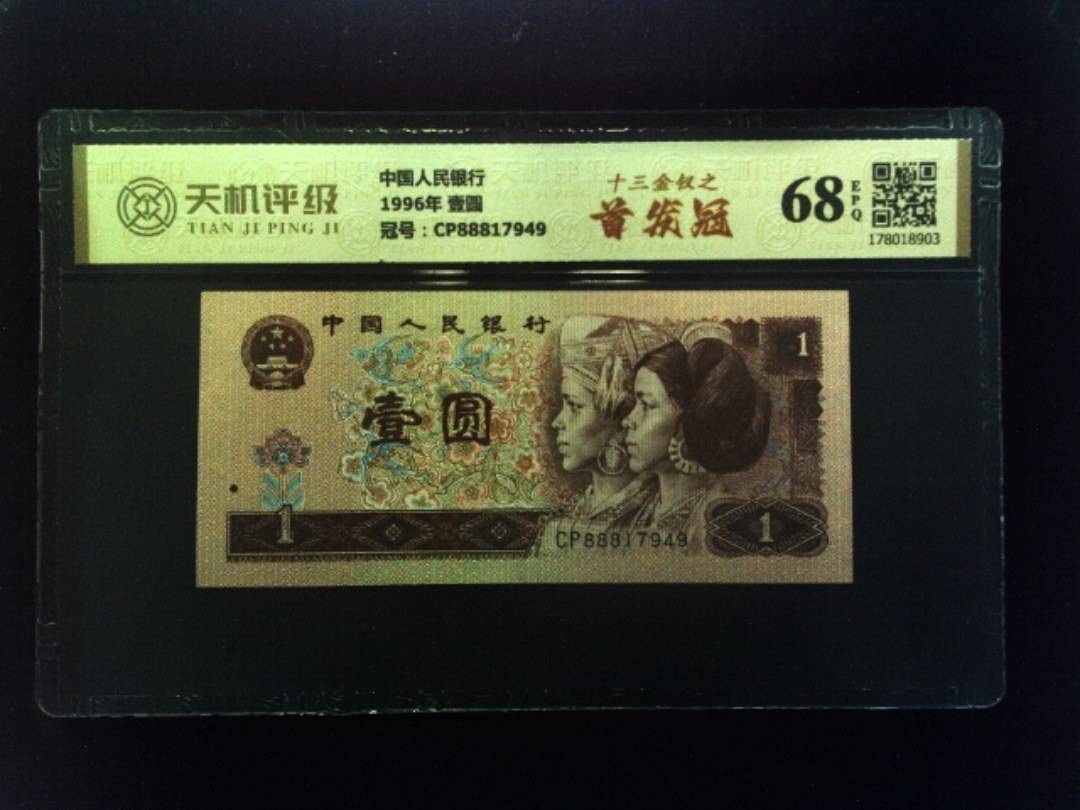 天机评级
TIAN JI PING JI
中国人民银行
1996年 壹圆
冠号：CP88817949
十三金钗之
首发冠
68
EPQ
178018903
中国人民银行
1
壹圆
1
CP88817949
1